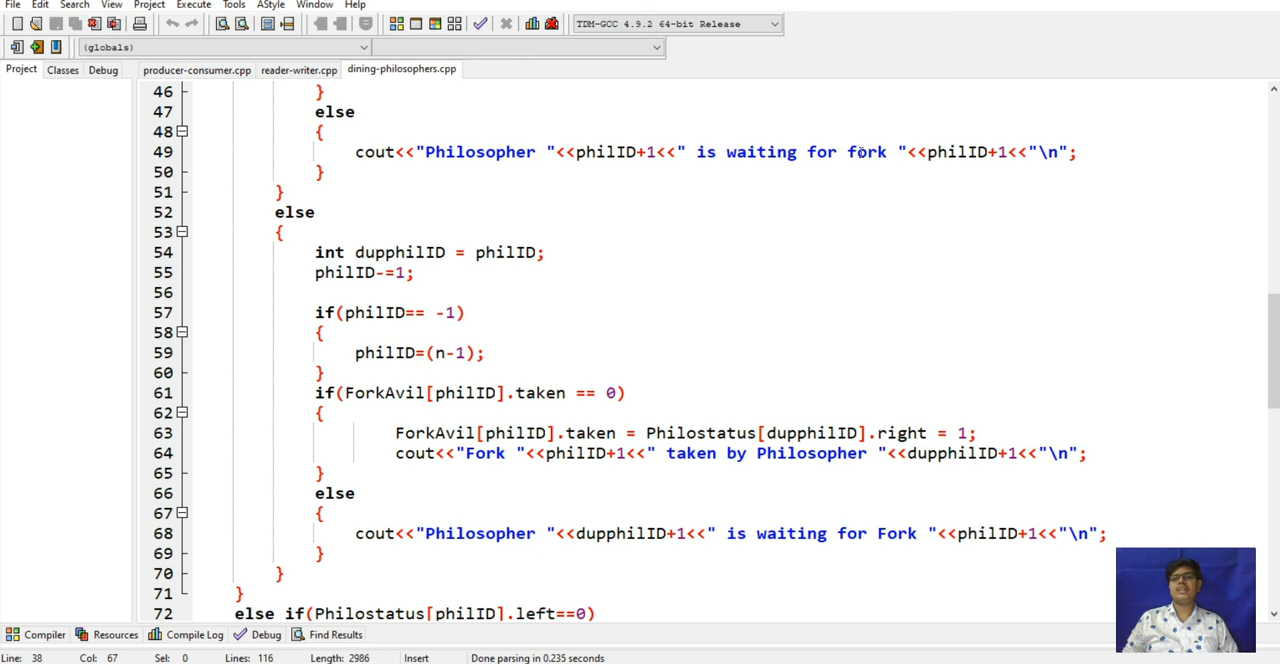 File Edit Search View Project Execute Tools AStyle Window Help
TDM-GCC 4.9.2 64-bit Release
(globals)
Project Classes Debug producer-consumer.cpp reader-writer.cpp dining-philosophers.cpp
46 }
47 else
48 {
49 cout<<"Philosopher "<<philID+1<<" is waiting for fork "<<philID+1<<"\n";
50 }
51 }
52 else
53 {
54 int dupphilID = philID;
55 philID-=1;
56
57 if(philID== -1)
58 {
59 philID=(n-1);
60 }
61 if(ForkAvil[philID].taken == 0)
62 {
63 ForkAvil[philID].taken = Philostatus[dupphilID].right = 1;
64 cout<<"Fork "<<philID+1<<" taken by Philosopher "<<dupphilID+1<<"\n";
65 }
66 else
67 {
68 cout<<"Philosopher "<<dupphilID+1<<" is waiting for Fork "<<philID+1<<"\n";
69 }
70 }
71 }
72 else if(Philostatus[philID].left==0)
Compiler Resources Compile Log Debug Find Results
Line: 38 Col: 67 Sel: 0 Lines: 116 Length: 2986 Insert Done parsing in 0.235 seconds